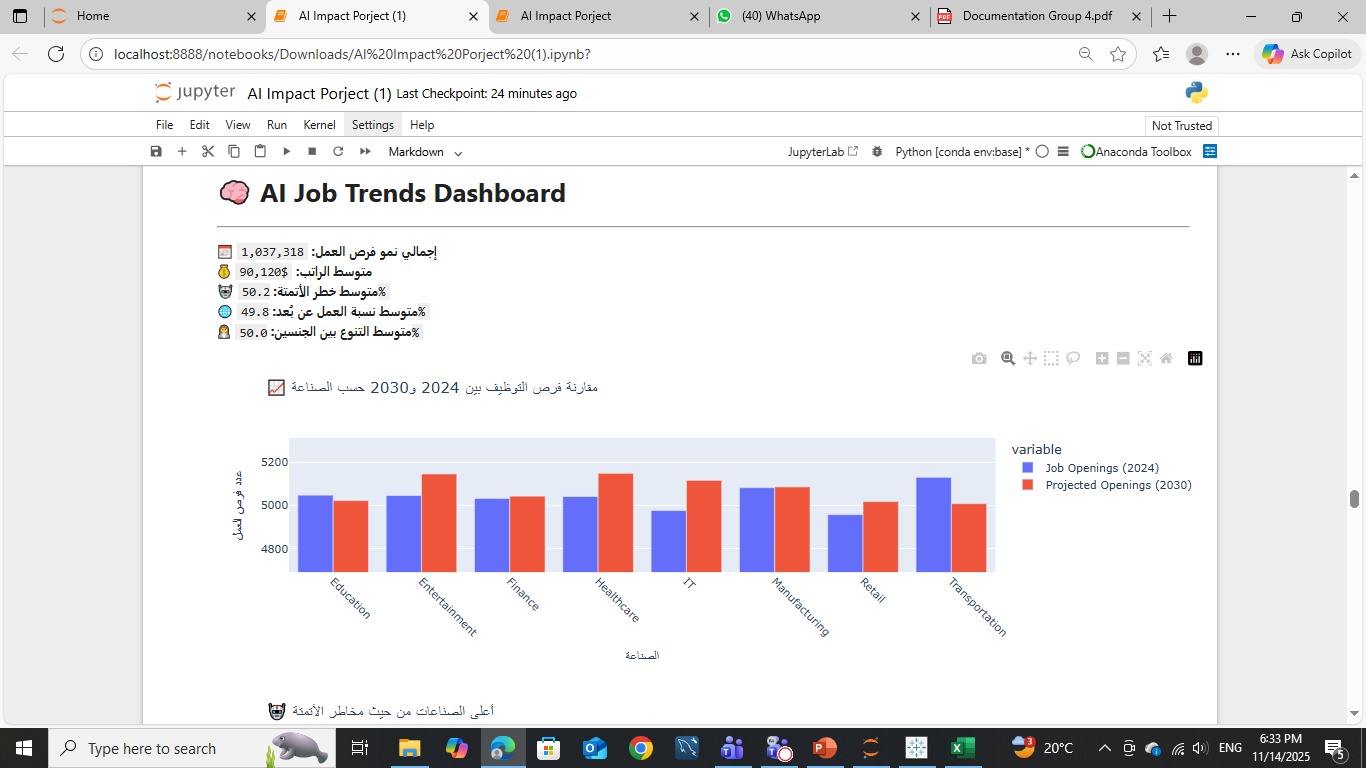 Home
AI Impact Porject (1)
AI Impact Porject
(40) WhatsApp
PDF
Documentation Group 4.pdf
localhost:8888/notebooks/Downloads/AI%20Impact%20Porject%20(1).ipynb?
Ask Copilot
jupyter AI Impact Porject (1) Last Checkpoint: 24 minutes ago
File Edit View Run Kernel Settings Help
Not Trusted
Markdown
JupyterLab
Python [conda env:base] *
Anaconda Toolbox
AI Job Trends Dashboard
إجمالي نمو فرص العمل: 1,037,318
متوسط الراتب: 90,120$
%متوسط خطر الأتمتة: 50.2
%متوسط نسبة العمل عن بُعد: 49.8
%متوسط التنوع بين الجنسين: 50.0
مقارنة فرص التوظيف بين 2024 و2030 حسب الصناعة
variable
Job Openings (2024)
Projected Openings (2030)
5200
5000
4800
عدد فرص العمل
Education
Entertainment
Finance
Healthcare
IT
Manufacturing
Retail
Transportation
الصناعة
أعلى الصناعات من حيث مخاطر الأتمتة
Type here to search
3
20°C
ENG
6:33 PM
11/14/2025
5